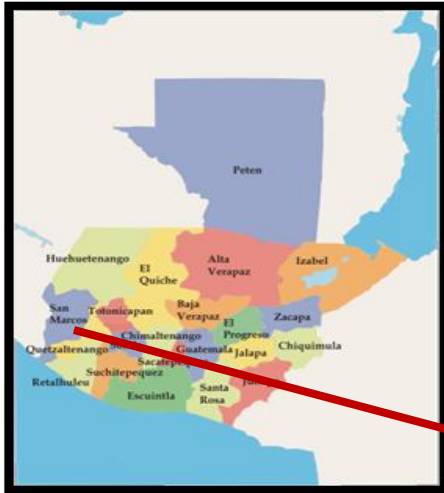 Peten
Huehuetenango
El
Quiche
Alta
Verapaz
Izabel
San
Marcos
Totonicapan
Baja
Verapaz
El
Progreso
Zacapa
Chimaltenango
Guatemala
Jalapa
Chiquimula
Quetzaltenango
Suchitepequez
Retalhuleu
Escuintla
Santa
Rosa